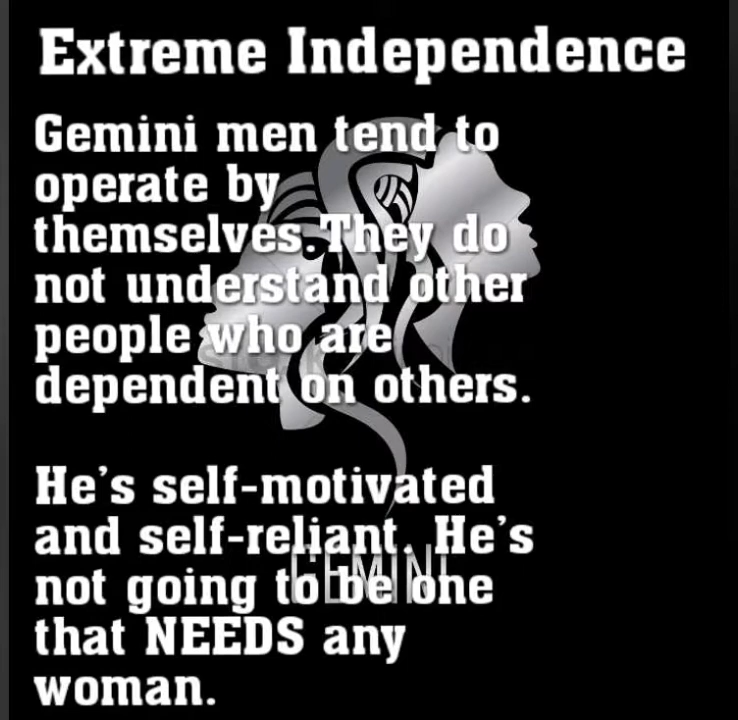 Extreme Independence
Gemini men tend to
operate by
themselves.They do
not understand other
people who are
dependent on others.
He's self-motivated
and self-reliant. He's
not going to be one
that NEEDS any
woman.
GEMINI